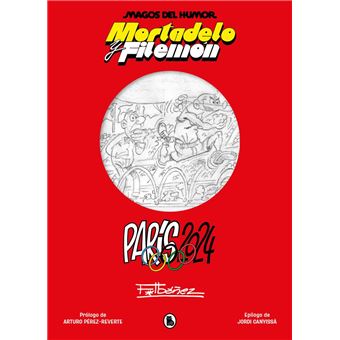 MAGOS DEL HUMOR
Mortadelo
y Filemón
PARÍS 2024
F. Ibáñez
Prólogo de
ARTURO PÉREZ-REVERTE
Epílogo de
JORDI CANYISSÀ
B